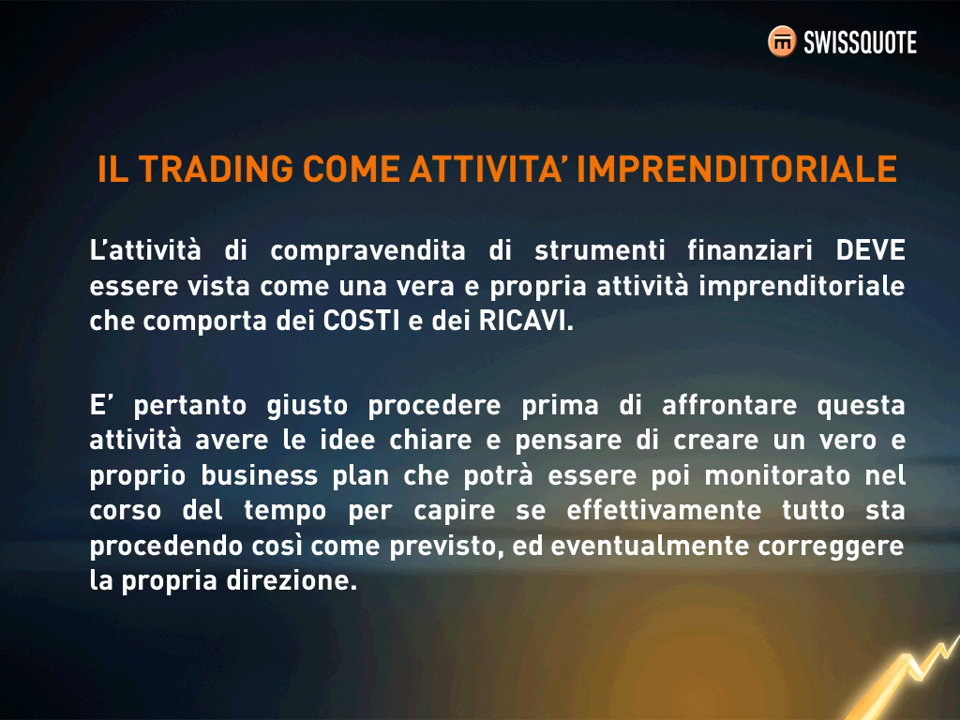 SWISSQUOTE
IL TRADING COME ATTIVITA’ IMPRENDITORIALE
L’attività di compravendita di strumenti finanziari DEVE
essere vista come una vera e propria attività imprenditoriale
che comporta dei COSTI e dei RICAVI.
E’ pertanto giusto procedere prima di affrontare questa
attività avere le idee chiare e pensare di creare un vero e
proprio business plan che potrà essere poi monitorato nel
corso del tempo per capire se effettivamente tutto sta
procedendo così come previsto, ed eventualmente correggere
la propria direzione.